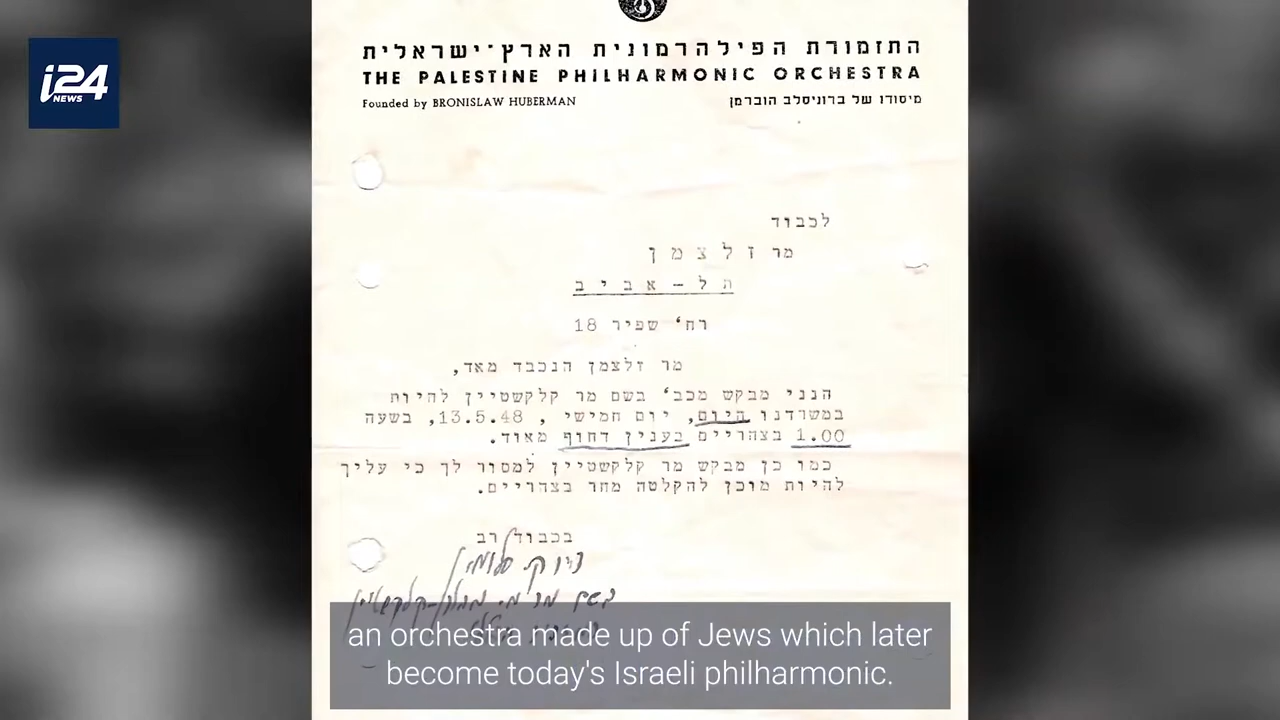 i24
NEWS
התזמורת הפילהרמונית הארץ־ישראלית
THE PALESTINE PHILHARMONIC ORCHESTRA
Founded by BRONISLAW HUBERMAN
מיסודו של ברוניסלב הוברמן
לכבוד
מר זלצמן
תל-אביב
רח' שפיר 18
מר זלצמן הנכבד מאד,
הנני מבקש מכב' בשם מר קלקשטיין להיות
במשרדנו היום, יום חמישי , 13.5.48, בשעה
1.00 בצהריים בענין דחוף מאוד.
כמו כן מבקש מר קלקשטיין למסור לך כי עליך
להיות מוכן להקלטה מחר בצהריים.
בכבוד רב
בשם מר מ.
an orchestra made up of Jews which later
become today's Israeli philharmonic.